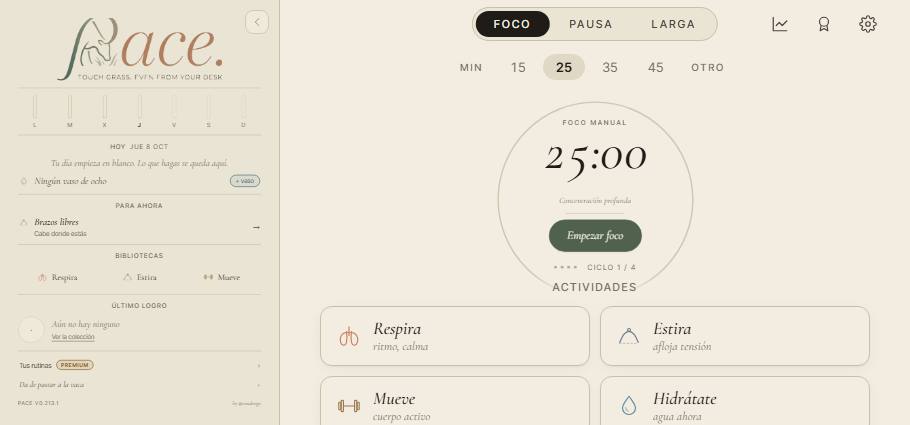 Pace.
TOUCH GRASS. EVEN FROM YOUR DESK
L M X J V S D
HOY JUE 8 OCT
Tu día empieza en blanco. Lo que hagas se queda aquí.
Ningún vaso de ocho
+ VASO
PARA AHORA
Brazos libres
Cabe donde estás
→
BIBLIOTECAS
Respira
Estira
Mueve
ÚLTIMO LOGRO
Aún no hay ninguno
Ver la colección
Tus rutinas PREMIUM ›
Da de pastar a la vaca ›
PACE V0.213.1
FOCO PAUSA LARGA
MIN 15 25 35 45 OTRO
FOCO MANUAL
25:00
Concentración profunda
Empezar foco
CICLO 1 / 4
ACTIVIDADES
Respira
ritmo, calma
Estira
afloja tensión
Mueve
cuerpo activo
Hidrátate
agua ahora